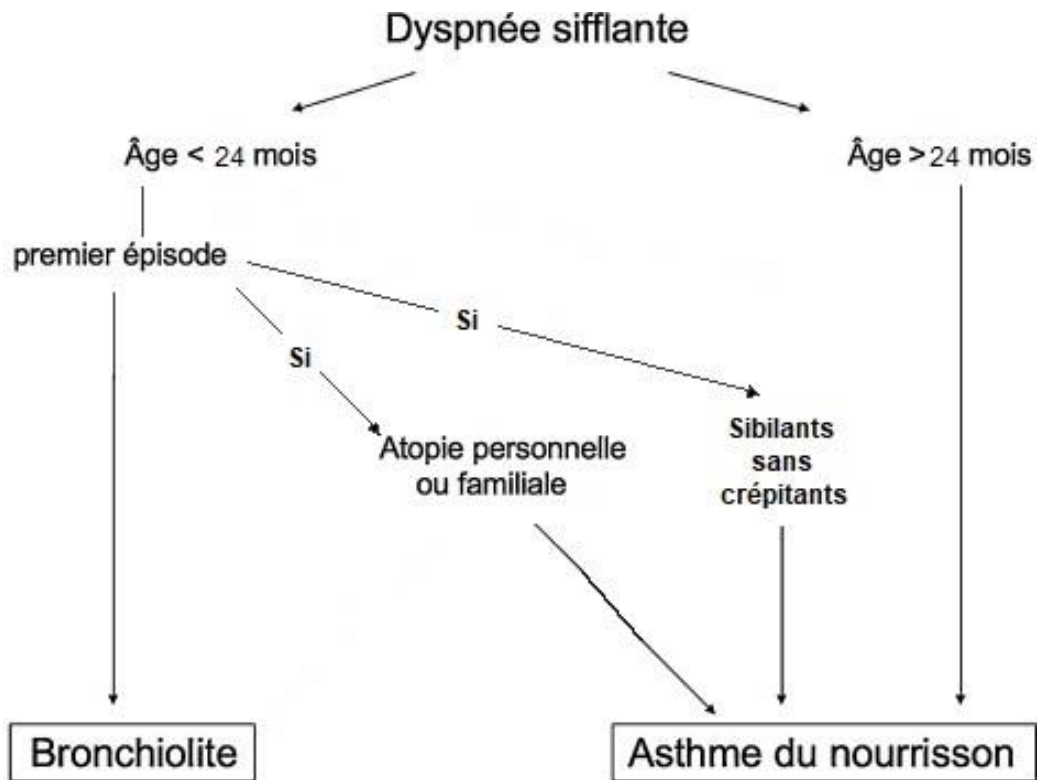 Dyspnée sifflante
Âge < 24 mois
Âge > 24 mois
premier épisode
Si
Si
Atopie personnelle
ou familiale
Sibilants
sans
crépitants
Bronchiolite
Asthme du nourrisson